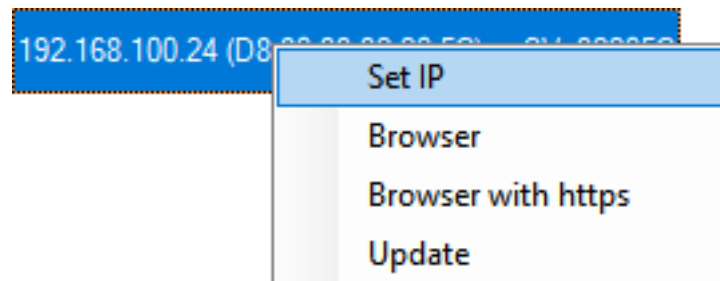 192.168.100.24 (D8
Set IP
Browser
Browser with https
Update